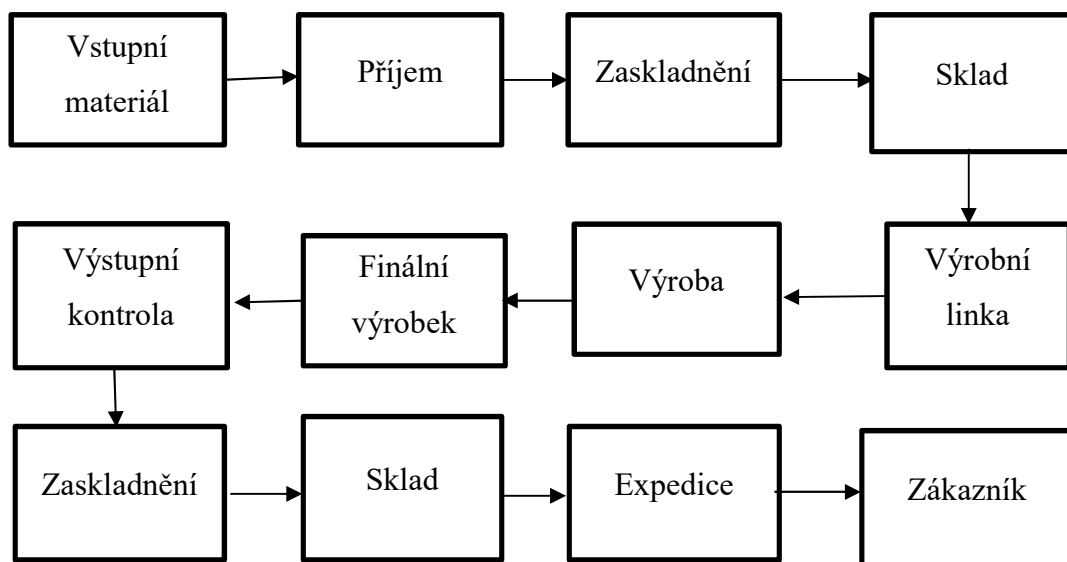 Vstupní
materiál
Příjem
Zaskladnění
Sklad
Výrobní
linka
Výroba
Finální
výrobek
Výstupní
kontrola
Zaskladnění
Sklad
Expedice
Zákazník